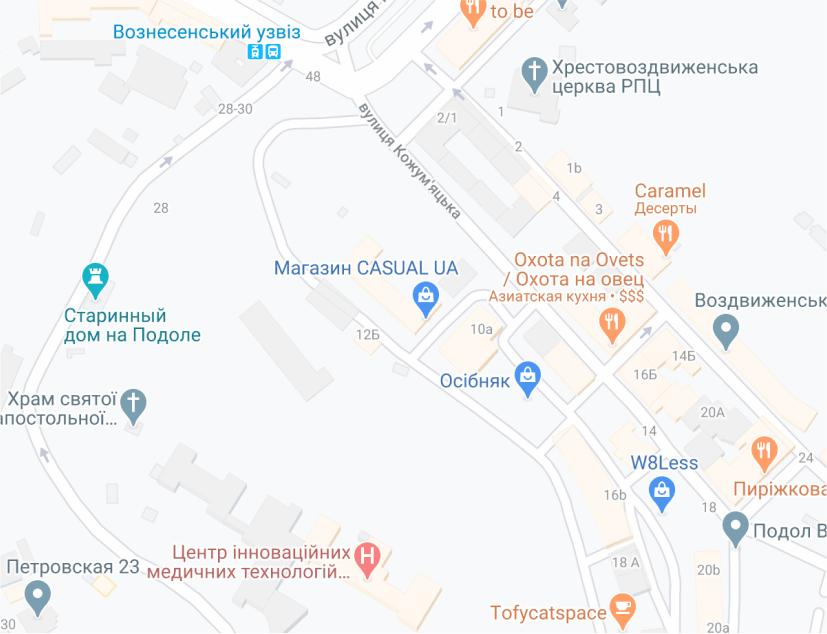 to be
Вознесенський узвіз
вулиця
48
Хрестовоздвиженська
церква РПЦ
28-30
вулиця Кожум'яцька
2/1
1
2
1b
4
3
28
Caramel
Десерты
Магазин CASUAL UA
Oxota na Ovets
/ Охота на овец
Азиатская кухня • $$$
Воздвиженськ
Старинный
дом на Подоле
12Б
10а
14Б
16Б
Осібняк
Храм святої
апостольної...
20А
14
W8Less
24
16b
18
Пиріжкова
Подол В
Центр інноваційних
медичних технологій...
Петровская 23
18 А
20b
30
Tofycatspace
20a